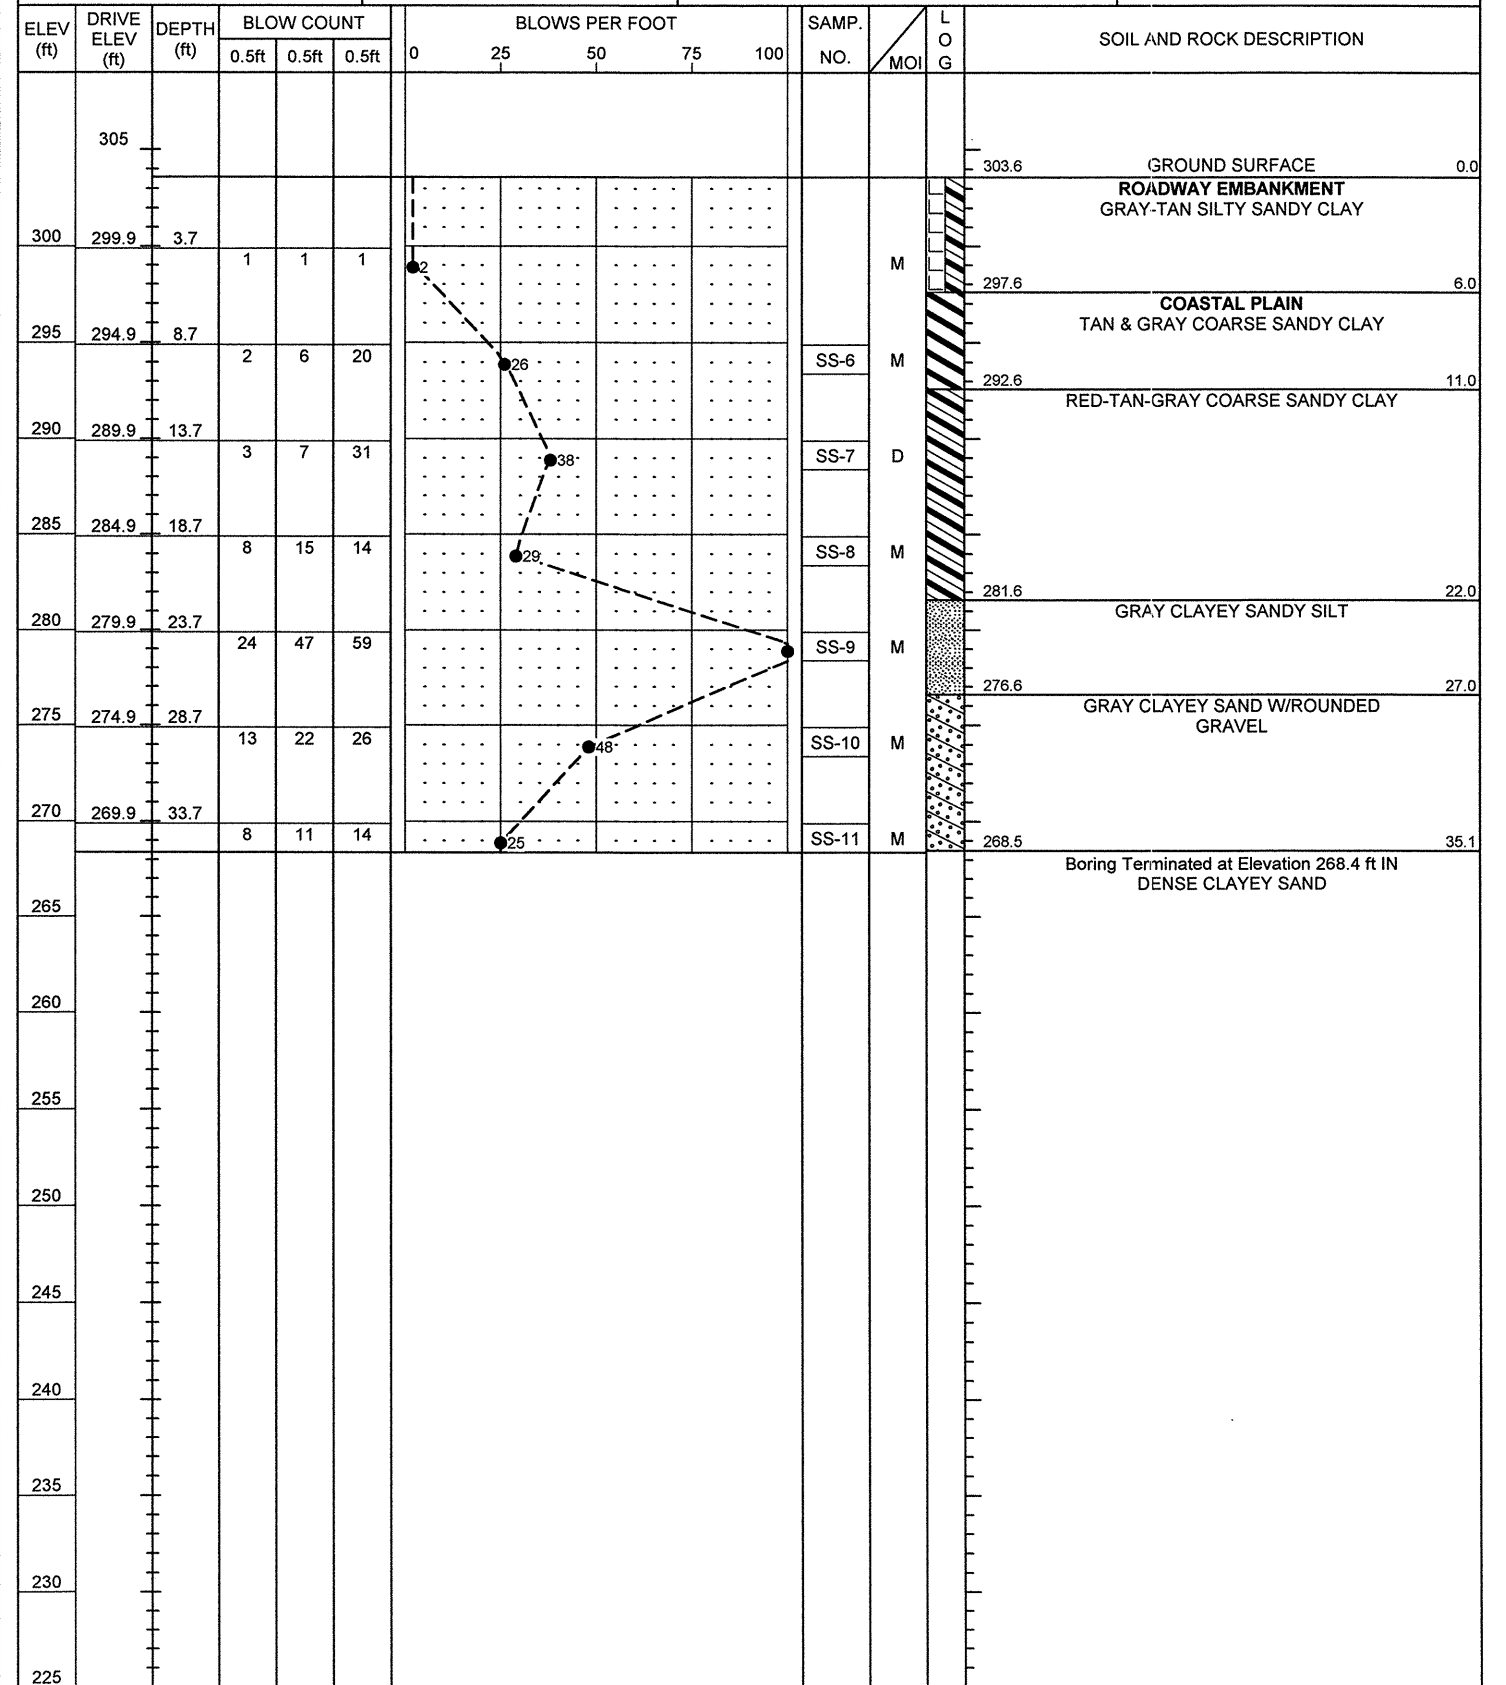 ELEV (ft) DRIVE ELEV (ft) DEPTH (ft) BLOW COUNT BLOWS PER FOOT SAMP. NO. MOI LOG SOIL AND ROCK DESCRIPTION
0.5ft 0.5ft 0.5ft 0 25 50 75 100
305
303.6 GROUND SURFACE 0.0
ROADWAY EMBANKMENT
GRAY-TAN SILTY SANDY CLAY
300 299.9 3.7
1 1 1 2 M
297.6 6.0
COASTAL PLAIN
TAN & GRAY COARSE SANDY CLAY
295 294.9 8.7
2 6 20 26 SS-6 M
292.6 11.0
RED-TAN-GRAY COARSE SANDY CLAY
290 289.9 13.7
3 7 31 38 SS-7 D
285 284.9 18.7
8 15 14 29 SS-8 M
281.6 22.0
GRAY CLAYEY SANDY SILT
280 279.9 23.7
24 47 59 SS-9 M
276.6 27.0
GRAY CLAYEY SAND W/ROUNDED
GRAVEL
275 274.9 28.7
13 22 26 48 SS-10 M
270 269.9 33.7
8 11 14 25 SS-11 M
268.5 35.1
Boring Terminated at Elevation 268.4 ft IN
DENSE CLAYEY SAND
265
260
255
250
245
240
235
230
225